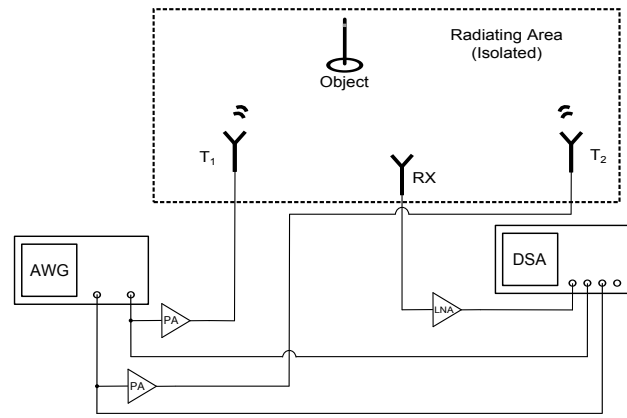 Radiating Area
(Isolated)
Object
T1
T2
RX
AWG
DSA
PA
LNA
PA